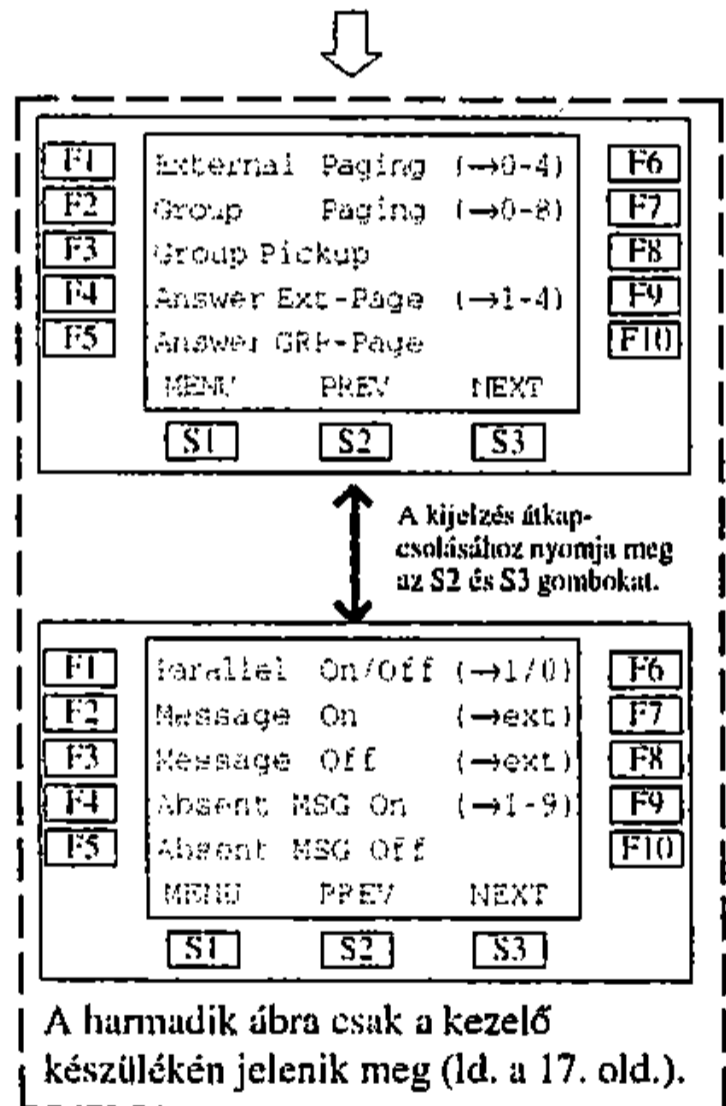 F1 External Paging (→0-4) F6
F2 Group Paging (→0-8) F7
F3 Group Pickup F8
F4 Answer Ext-Page (→1-4) F9
F5 Answer GRP-Page F10
MENU PREV NEXT
S1 S2 S3
A kijelzés átkap-
csolásához nyomja meg
az S2 és S3 gombokat.
F1 Parallel On/Off (→1/0) F6
F2 Message On (→ext) F7
F3 Message Off (→ext) F8
F4 Absent MSG On (→1-9) F9
F5 Absent MSG Off F10
MENU PREV NEXT
S1 S2 S3
A harmadik ábra csak a kezelő
készülékén jelenik meg (ld. a 17. old.).